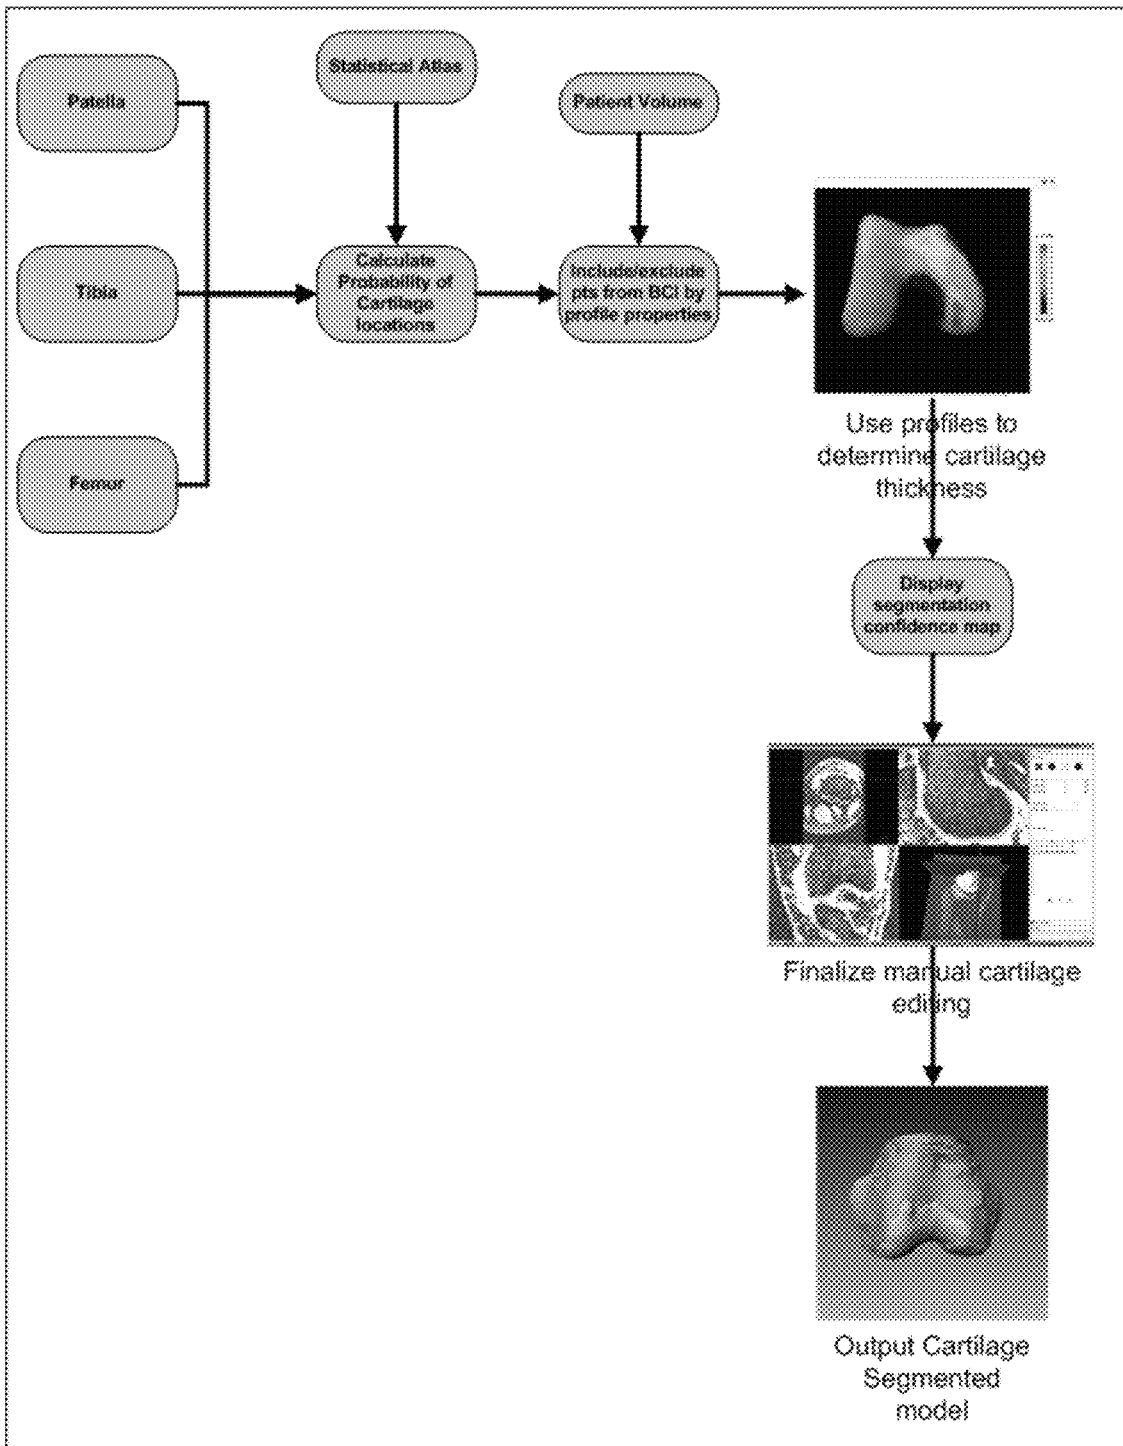 Statistical Atlas
Patella
Patient Volume
Tibia
Calculate
Probability of
Cartilage
locations
Include/exclude
pts from BCI by
profile properties
Use profiles to
determine cartilage
thickness
Femur
Display
segmentation
confidence map
Finalize manual cartilage
editing
Output Cartilage
Segmented
model